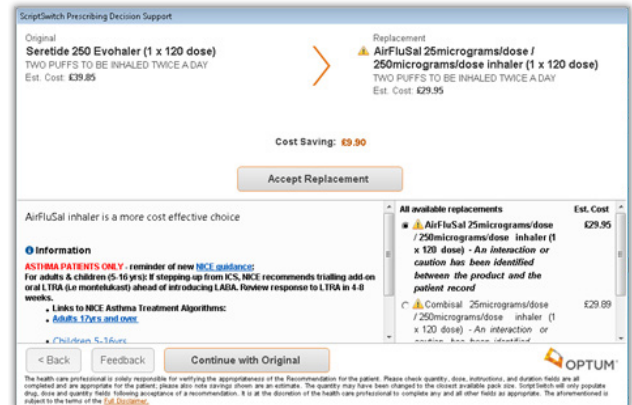 ScriptSwitch Prescribing Decision Support
Original
Seretide 250 Evohaler (1 x 120 dose)
TWO PUFFS TO BE INHALED TWICE A DAY
Est. Cost: £39.85
Replacement
AirFluSal 25micrograms/dose /
250micrograms/dose inhaler (1 x 120 dose)
TWO PUFFS TO BE INHALED TWICE A DAY
Est. Cost: £29.95
Cost Saving: £9.90
Accept Replacement
AirFluSal inhaler is a more cost effective choice
Information
ASTHMA PATIENTS ONLY - reminder of new NICE guidance:
For adults & children (5-16 yrs): If stepping-up from ICS, NICE recommends trialling add-on
oral LTRA (i.e montelukast) ahead of introducing LABA. Review response to LTRA in 4-8
weeks.
• Links to NICE Asthma Treatment Algorithms:
• Adults 17yrs and over
• Children 5-16yrs
All available replacements Est. Cost
AirFluSal 25micrograms/dose £29.95
/ 250micrograms/dose inhaler (1
x 120 dose) - An interaction or
caution has been identified
between the product and the
patient record
Combisal 25micrograms/dose £29.89
/ 250micrograms/dose inhaler (1
x 120 dose) - An interaction or
caution has been identified
< Back
Feedback
Continue with Original
OPTUM
The health care professional is solely responsible for verifying the appropriateness of the Recommendation for the patient. Please check quantity, dose, instructions, and duration fields are all
completed and are appropriate for the patient; please also note savings shown are an estimate. The quantity may have been changed to the closest available pack size. ScriptSwitch will only populate
drug, dose and quantity fields following acceptance of a recommendation. It is at the discretion of the health care professional to complete any and all other fields as appropriate. The aforementioned is
subject to the terms of the Full Disclaimer.